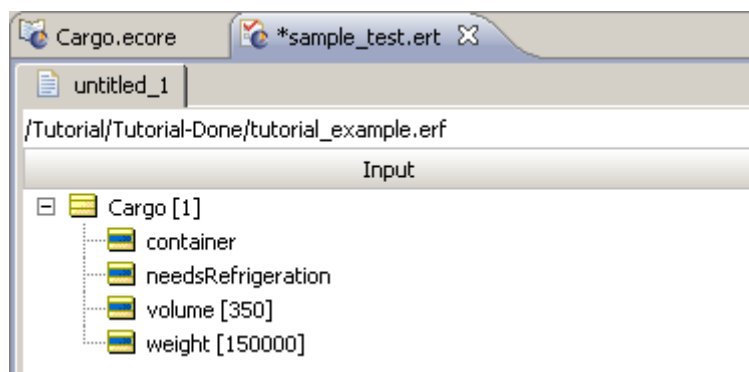 Cargo.ecore *sample_test.ert
untitled_1
/Tutorial/Tutorial-Done/tutorial_example.erf
Input
Cargo [1]
container
needsRefrigeration
volume [350]
weight [150000]